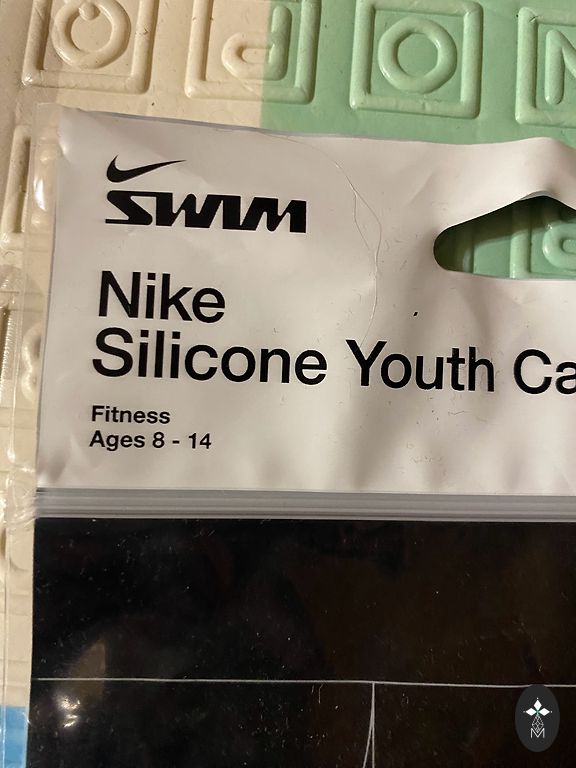 SWIM
Nike
Silicone Youth Ca
Fitness
Ages 8 - 14
M